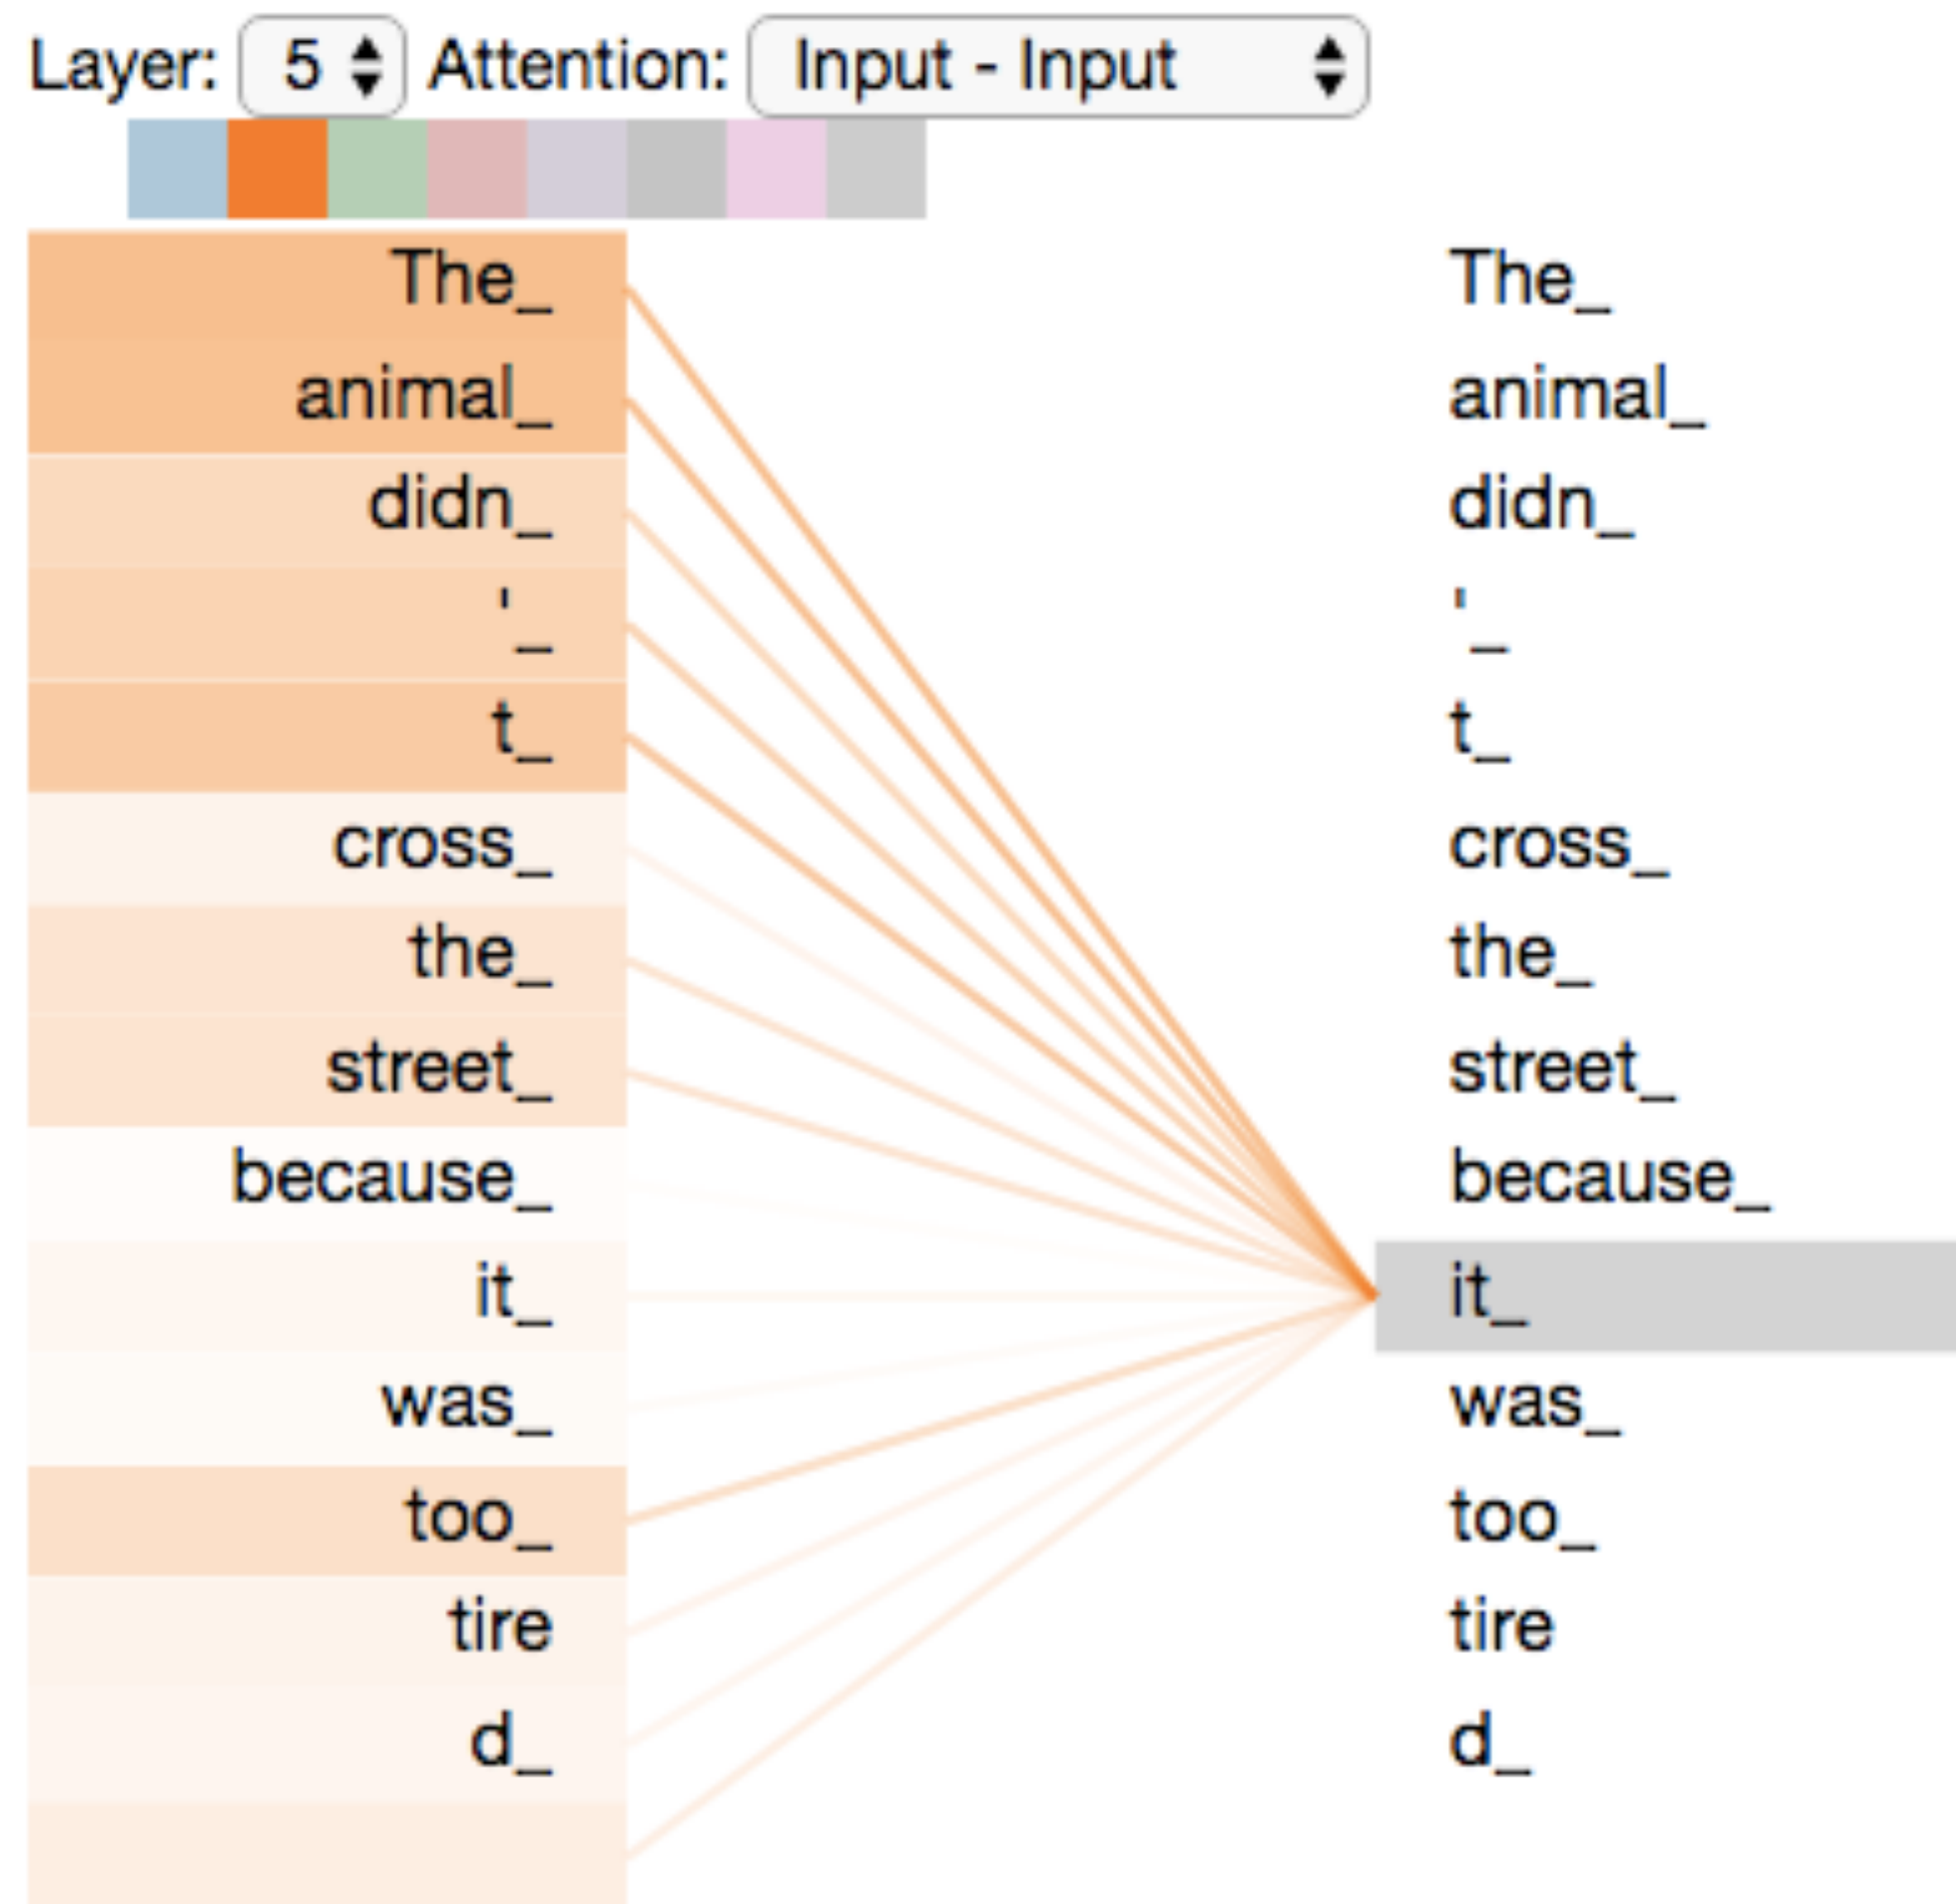 Layer: 5 Attention: Input - Input
The_ The_
animal_ animal_
didn_ didn_
'_ '_
t_ t_
cross_ cross_
the_ the_
street_ street_
because_ because_
it_ it_
was_ was_
too_ too_
tire tire
d_ d_